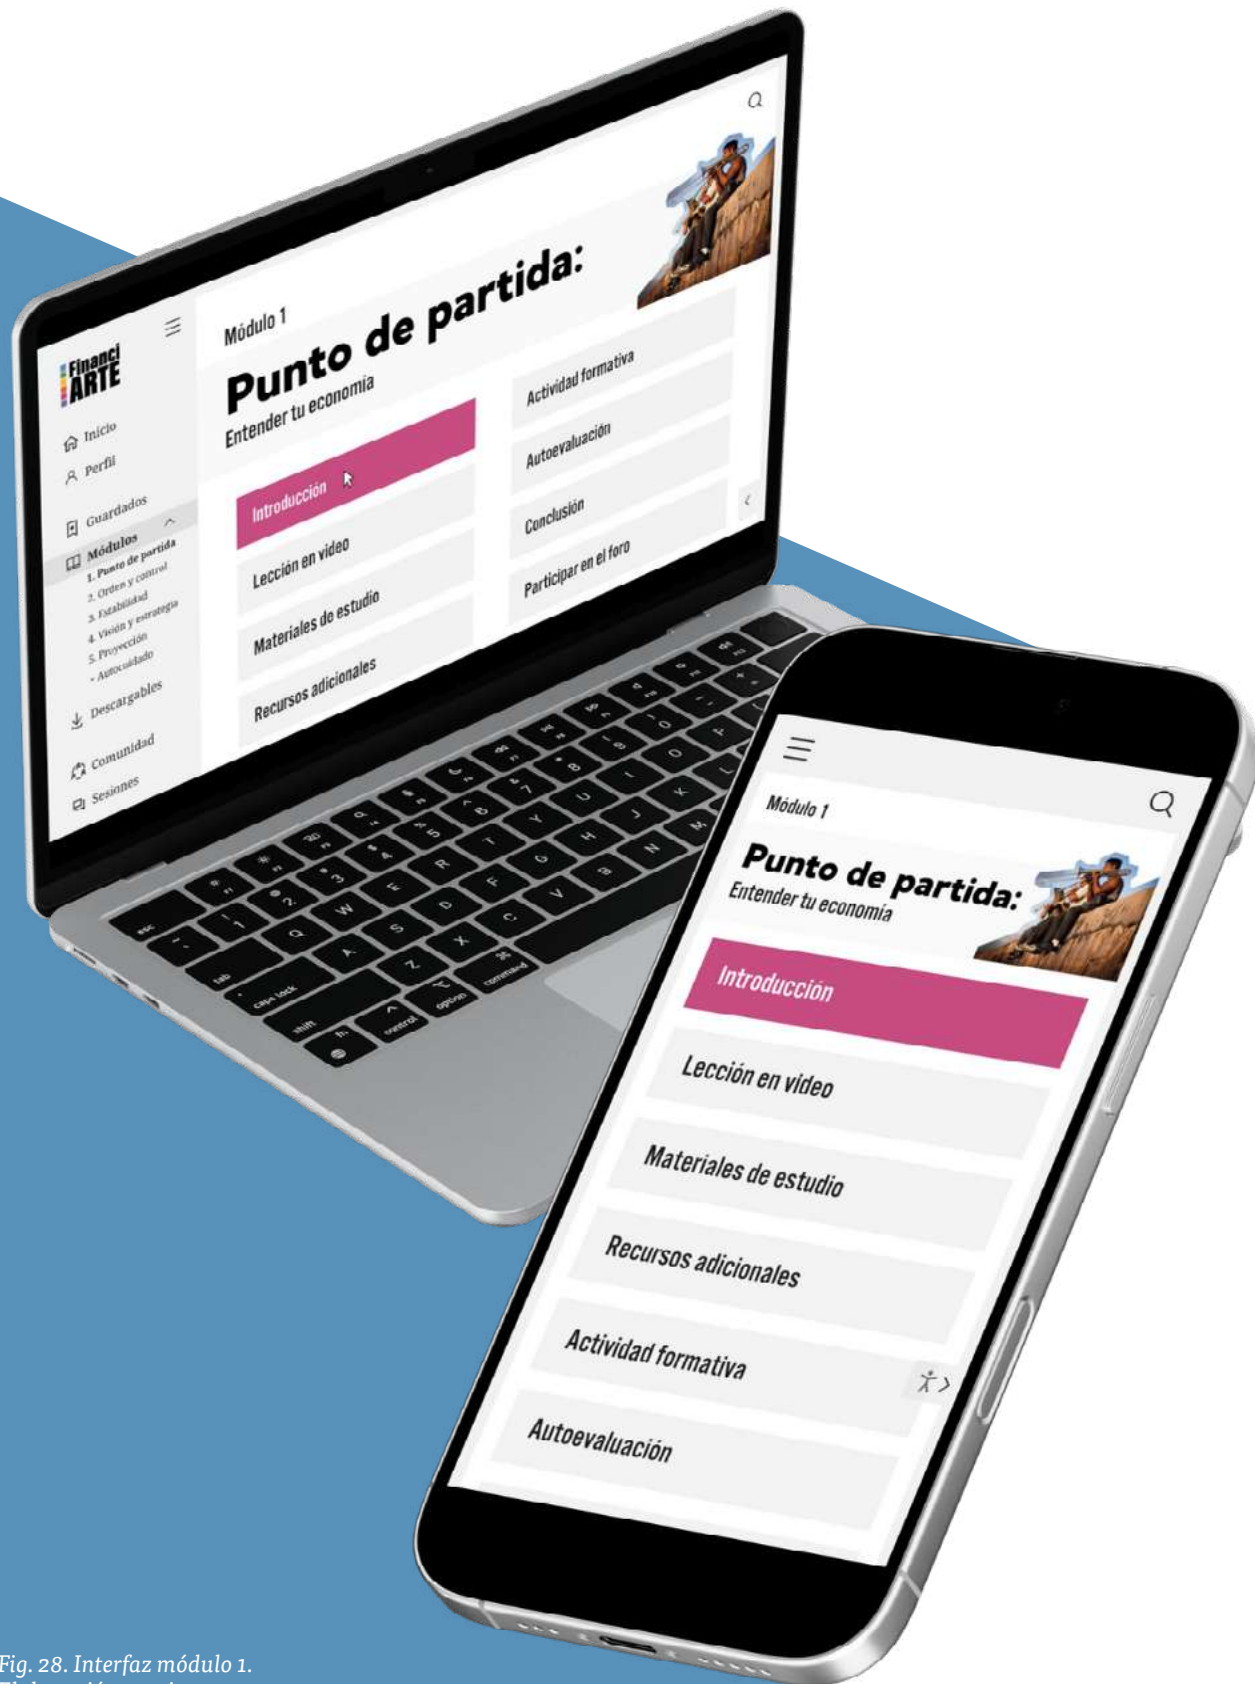 Financi
ARTE
Inicio
Perfil
Guardados
Módulos
1. Punto de partida
2. Orden y control
3. Estabilidad
4. Visión y estrategia
5. Proyección
* Autocuidado
Descargables
Comunidad
Sesiones
Módulo 1
Punto de partida:
Entender tu economía
Introducción
Lección en video
Materiales de estudio
Recursos adicionales
Actividad formativa
Autoevaluación
Conclusión
Participar en el foro
esc
tab
caps lock
shift
fn
control
option
command
Módulo 1
Punto de partida:
Entender tu economía
Introducción
Lección en video
Materiales de estudio
Recursos adicionales
Actividad formativa
Autoevaluación
Fig. 28. Interfaz módulo 1.